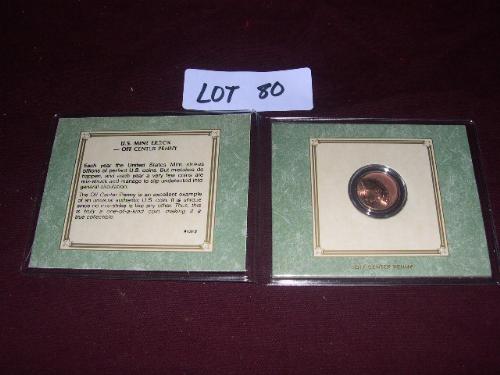 LOT 80
U.S. MINT ERROR
— OFF CENTER PENNY
Each year the United States Mint strikes
billions of perfect U.S. coins. But mistakes do
happen, and each year a very few coins are
mis-struck and manage to slip undetected into
general circulation.
The Off Center Penny is an excellent example
of an unusual authentic U.S. coin. It is unique
since no mis-strike is like any other. Thus, this
is truly a one-of-a-kind coin, making it a
true collectible.
OFF CENTER PENNY